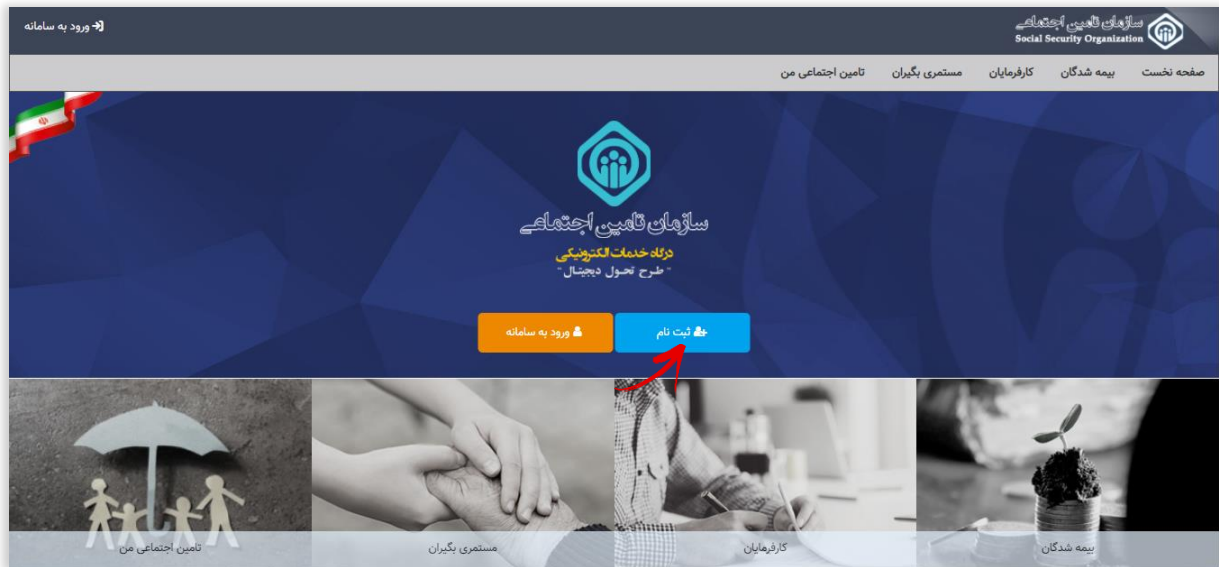 سازمان تامین اجتماعی
Social Security Organization
ورود به سامانه
صفحه نخست
بیمه شدگان
کارفرمایان
مستمری بگیران
تامین اجتماعی من
سازمان تامین اجتماعی
درگاه خدمات الکترونیکی
"طرح تحول دیجیتال"
ثبت نام
ورود به سامانه
بیمه شدگان
کارفرمایان
مستمری بگیران
تامین اجتماعی من